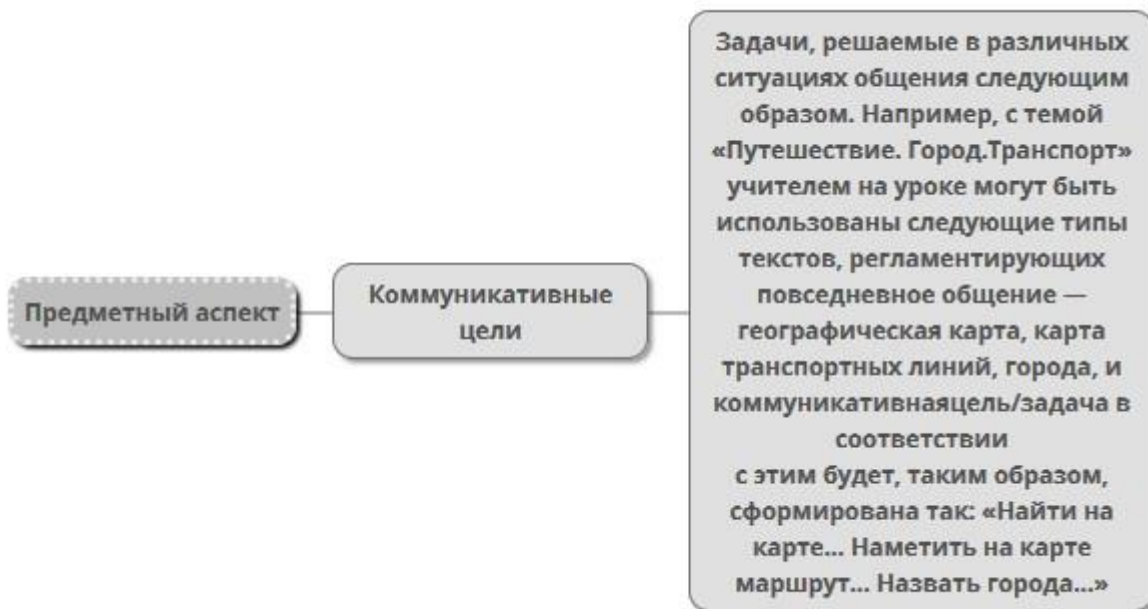 Предметный аспект
Коммуникативные
цели
Задачи, решаемые в различных
ситуациях общения следующим
образом. Например, с темой
«Путешествие. Город.Транспорт»
учителем на уроке могут быть
использованы следующие типы
текстов, регламентирующих
повседневное общение —
географическая карта, карта
транспортных линий, города, и
коммуникативнаяцель/задача в
соответствии
с этим будет, таким образом,
сформирована так: «Найти на
карте... Наметить на карте
маршрут... Назвать города...»